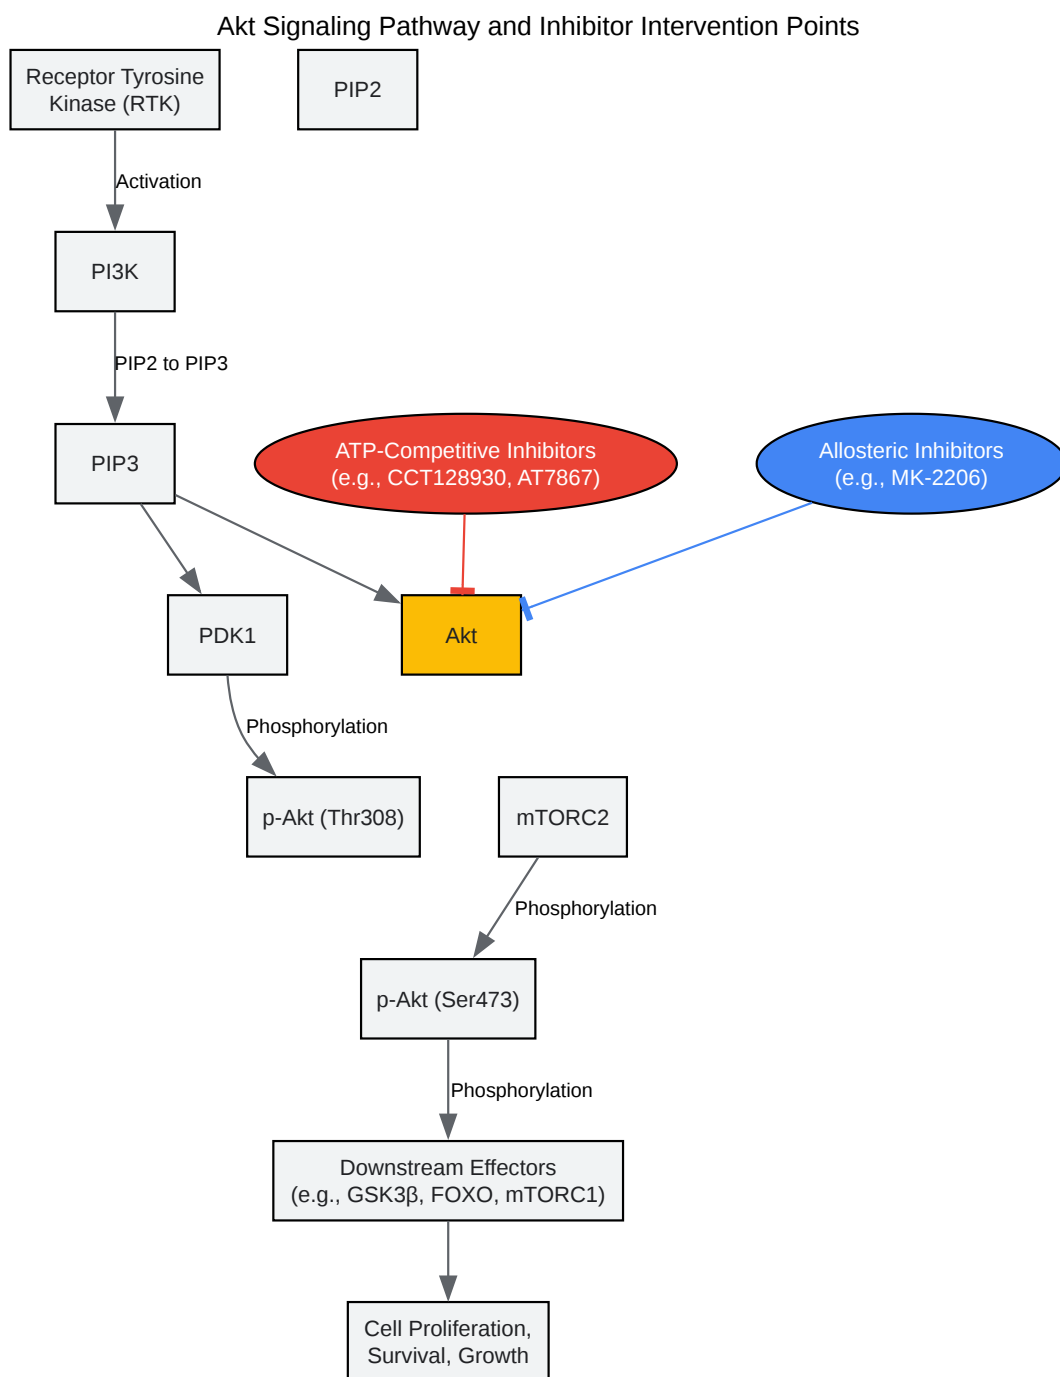 Akt Signaling Pathway and Inhibitor Intervention Points
Receptor Tyrosine
Kinase (RTK)
PIP2
Activation
PI3K
PIP2 to PIP3
PIP3
ATP-Competitive Inhibitors
(e.g., CCT128930, AT7867)
Allosteric Inhibitors
(e.g., MK-2206)
PDK1
Akt
Phosphorylation
p-Akt (Thr308)
mTORC2
Phosphorylation
p-Akt (Ser473)
Phosphorylation
Downstream Effectors
(e.g., GSK3β, FOXO, mTORC1)
Cell Proliferation,
Survival, Growth